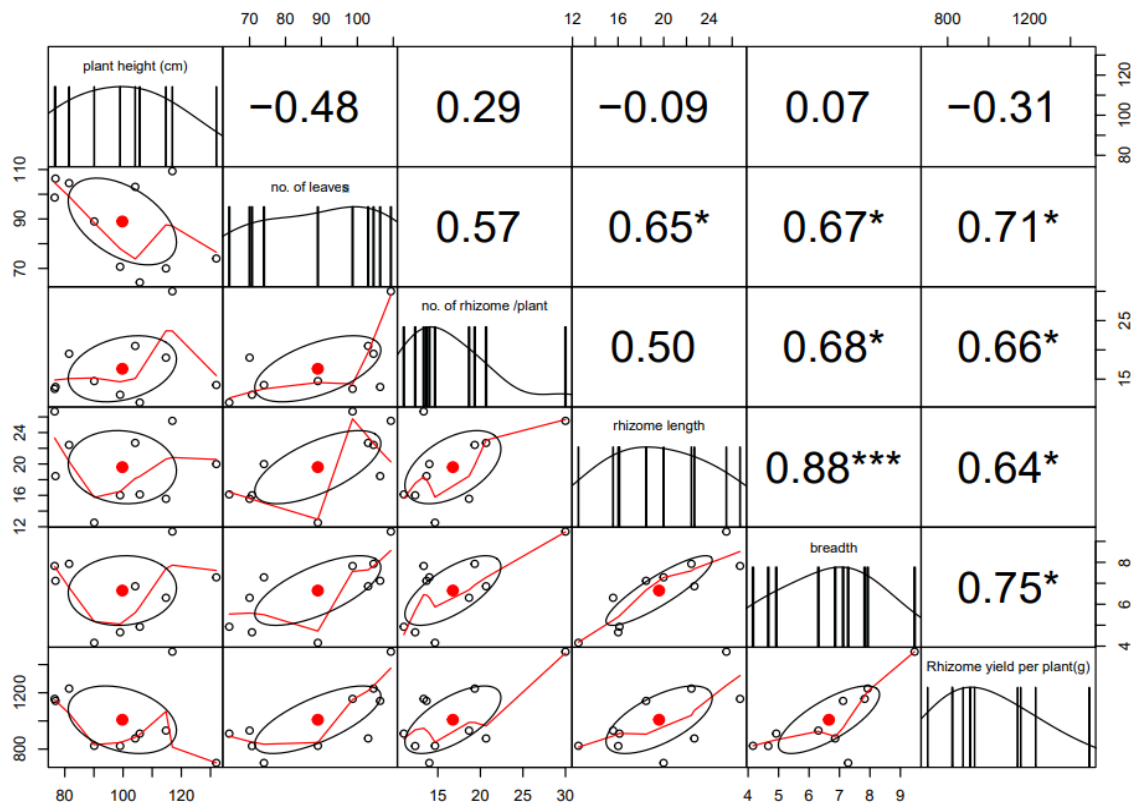 70 80 90 100 12 16 20 24 800 1200
plant height (cm) −0.48 0.29 −0.09 0.07 −0.31 80 100 120
70 90 110 no. of leaves 0.57 0.65* 0.67* 0.71*
no. of rhizome /plant 0.50 0.68* 0.66* 15 20 25
12 16 20 24 rhizome length 0.88*** 0.64*
breadth 0.75* 4 6 8
800 1200 Rhizome yield per plant(g)
80 100 120 15 20 25 30 4 5 6 7 8 9